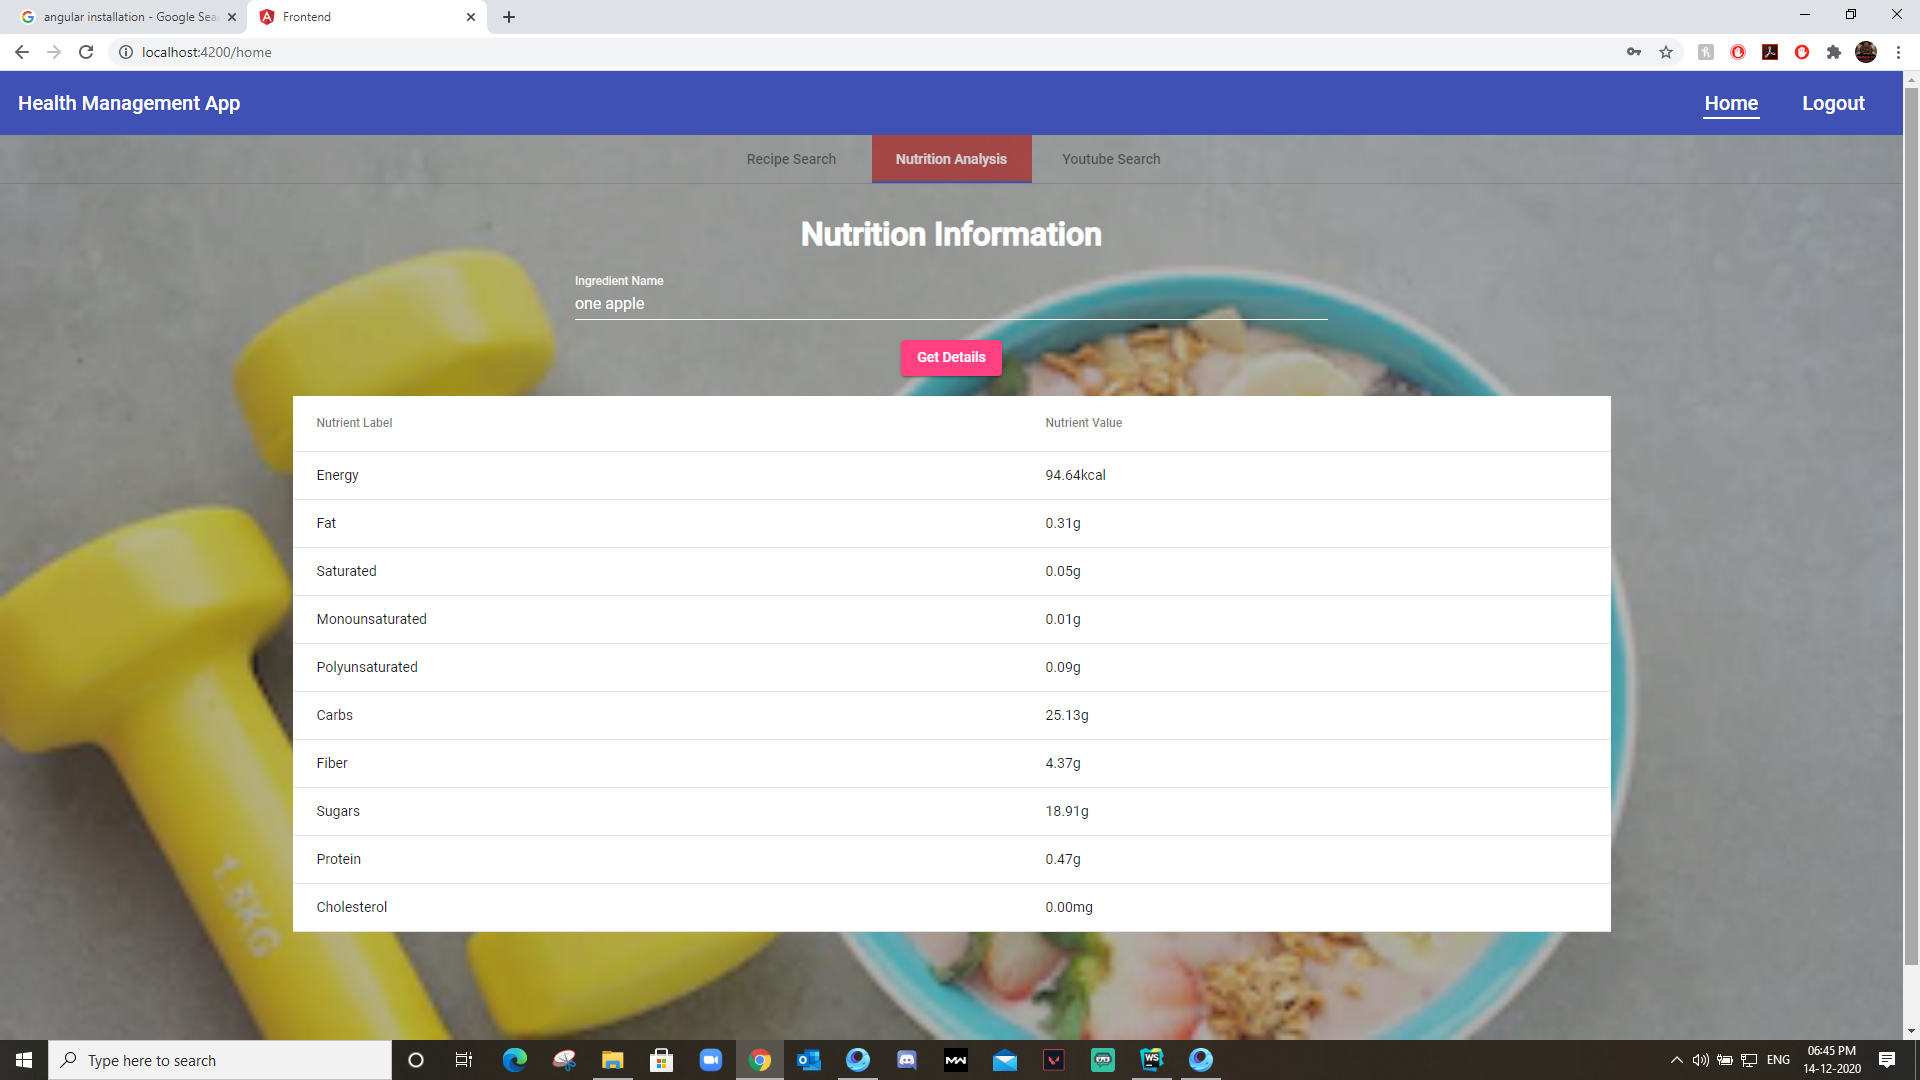 angular installation - Google Sea
Frontend
localhost:4200/home
Health Management App
Home
Logout
Recipe Search
Nutrition Analysis
Youtube Search
Nutrition Information
Ingredient Name
one apple
Get Details
Nutrient Label
Nutrient Value
Energy
94.64kcal
Fat
0.31g
Saturated
0.05g
Monounsaturated
0.01g
Polyunsaturated
0.09g
Carbs
25.13g
Fiber
4.37g
Sugars
18.91g
Protein
0.47g
Cholesterol
0.00mg
1.5KG
Type here to search
MW
WS
ENG
06:45 PM
14-12-2020